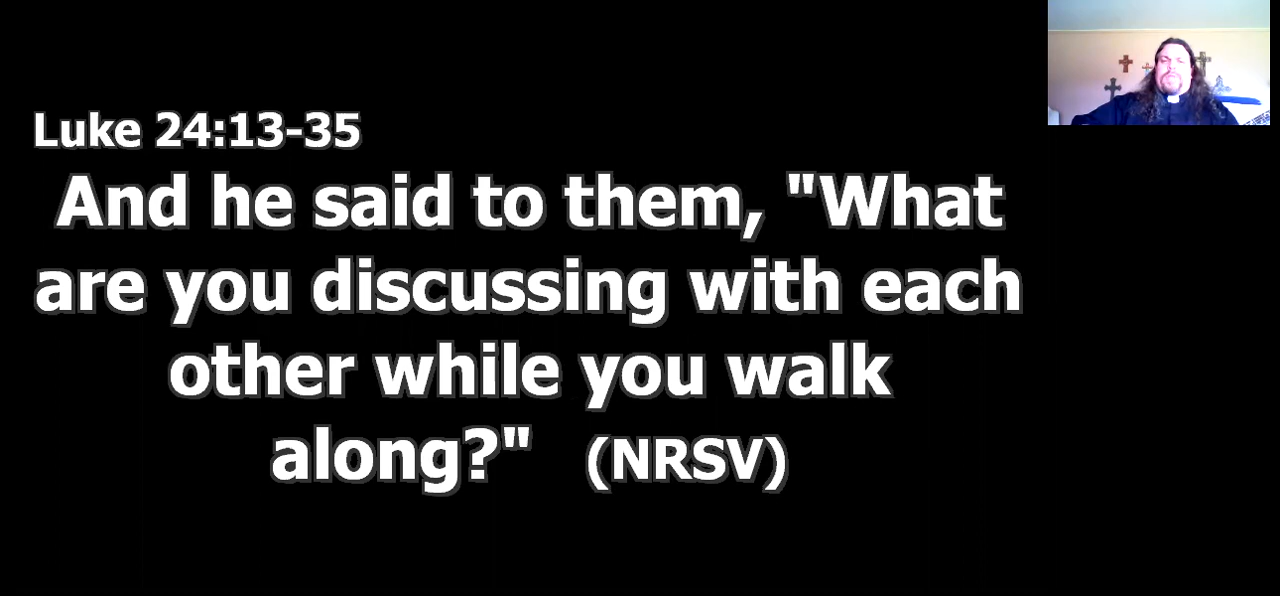 Luke 24:13-35
And he said to them, "What
are you discussing with each
other while you walk
along?" (NRSV)